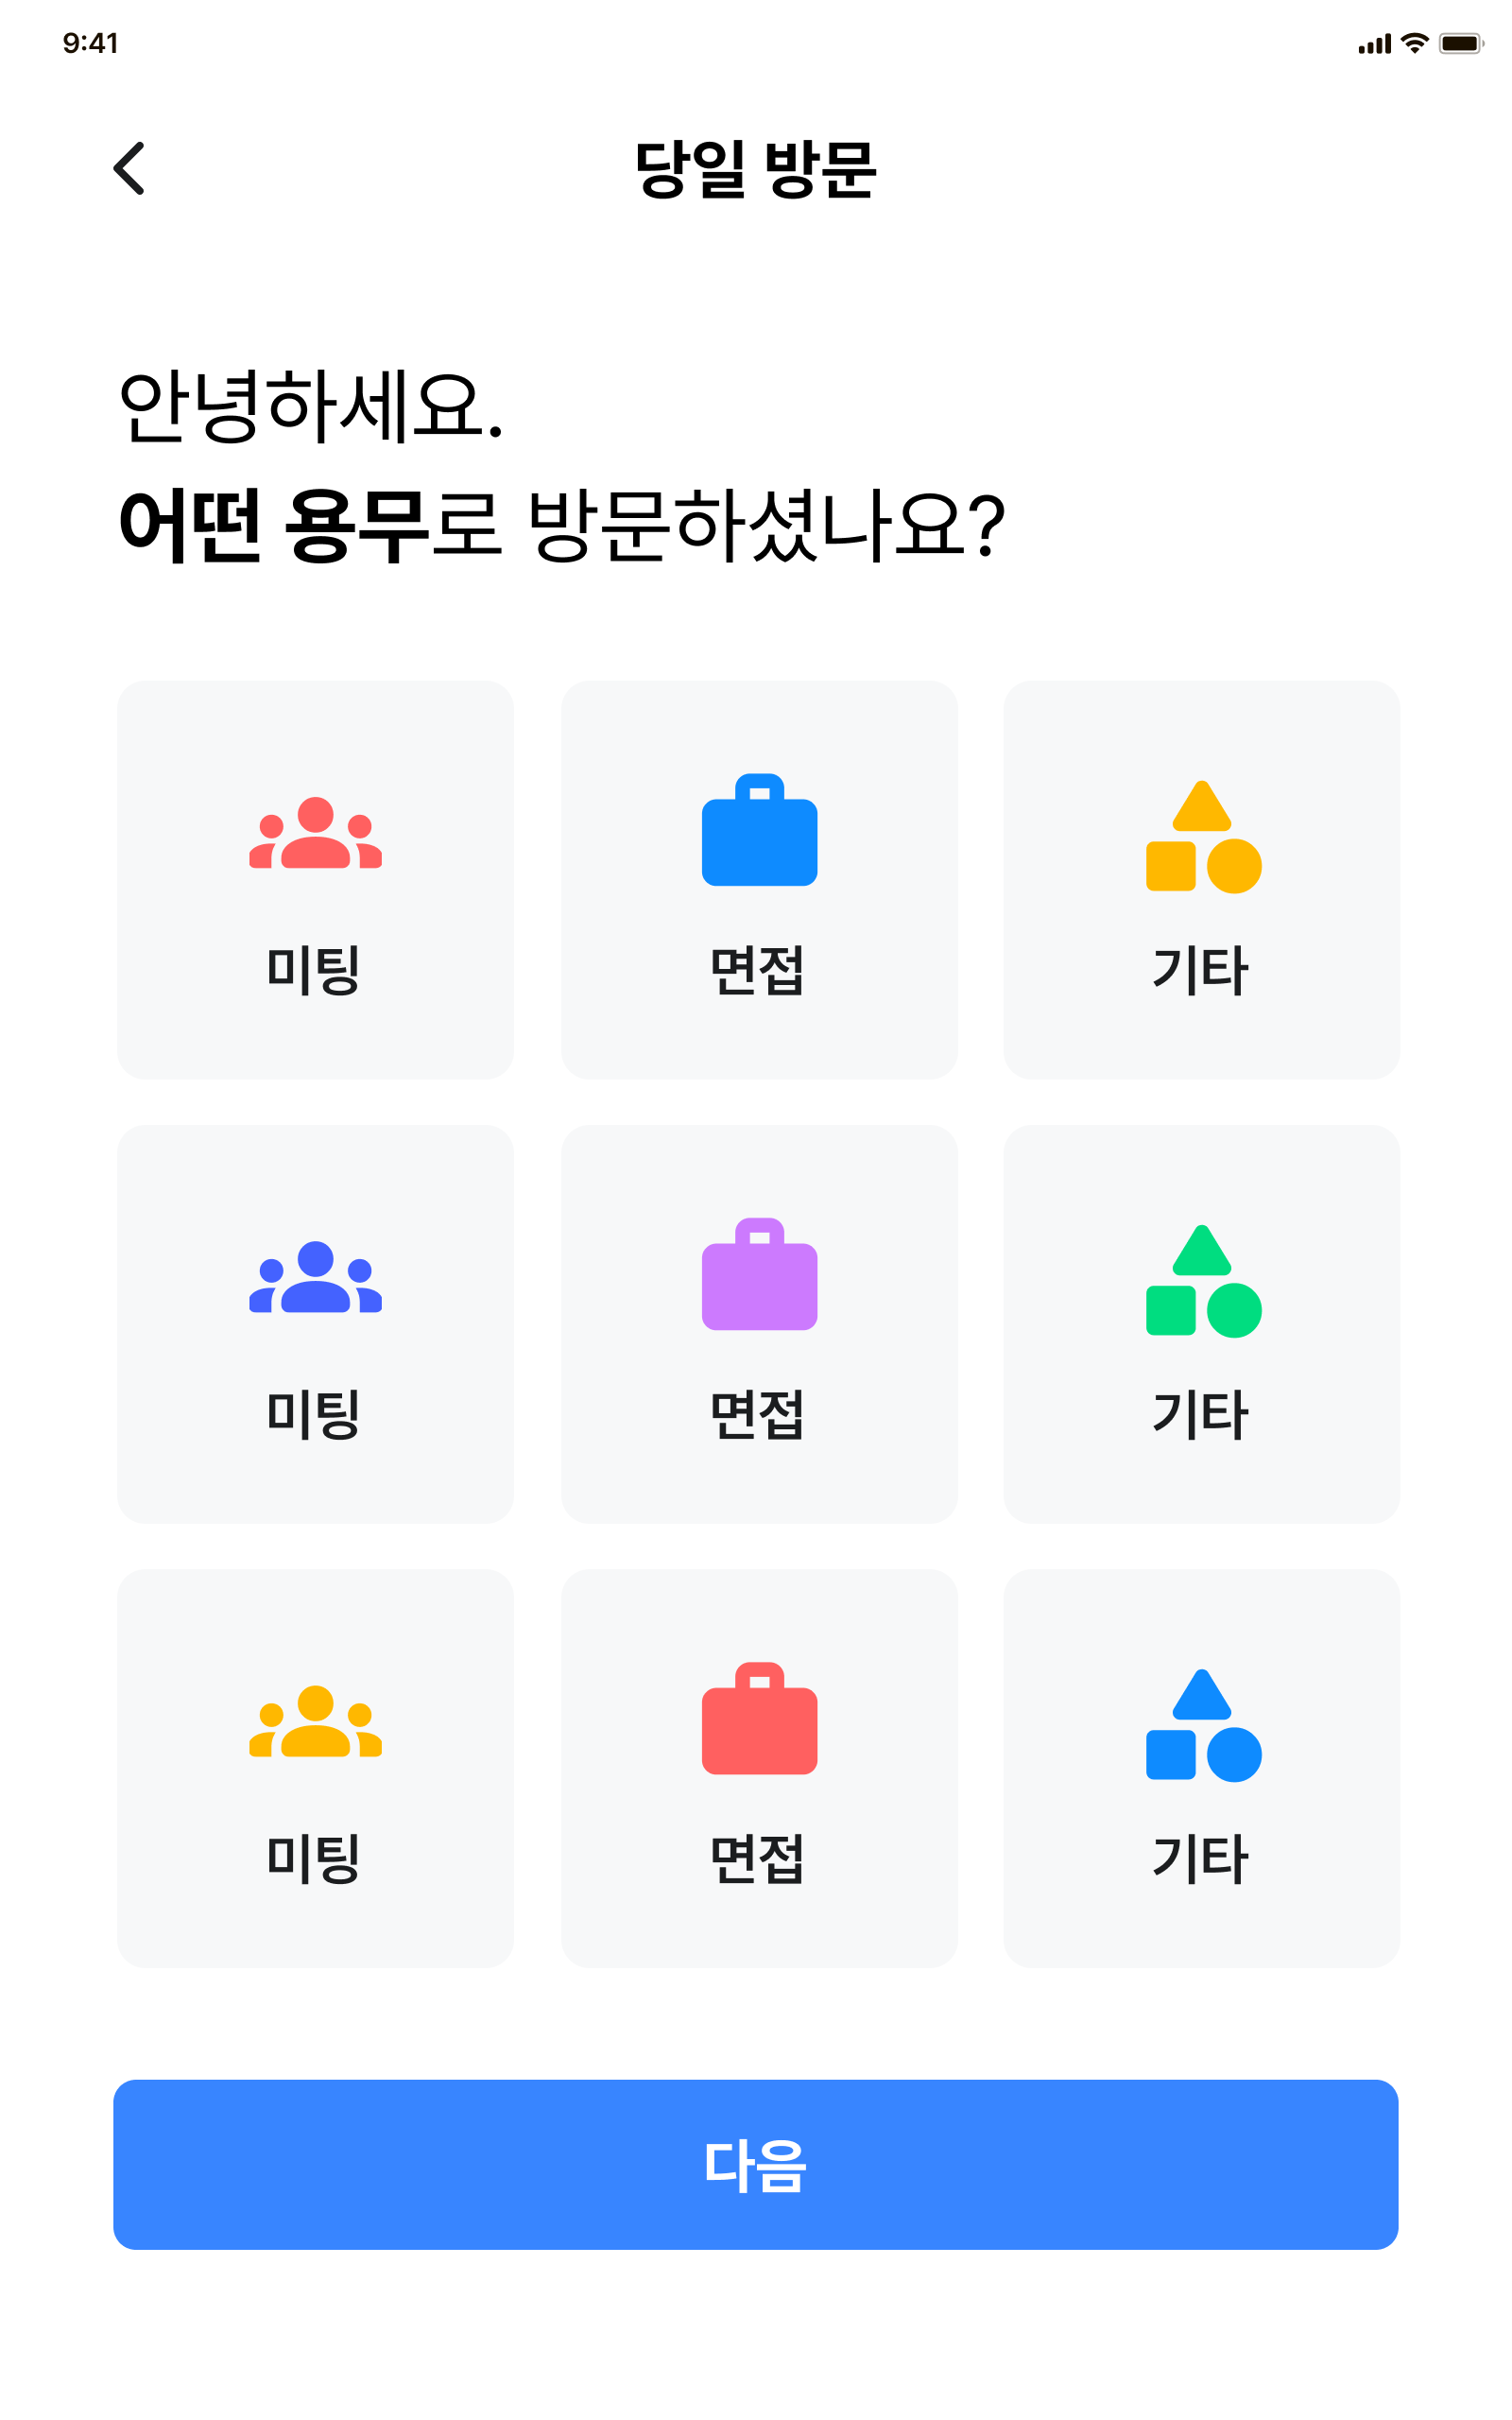 9:41
당일 방문
안녕하세요.
어떤 용무로 방문하셨나요?
미팅 면접 기타
미팅 면접 기타
미팅 면접 기타
다음